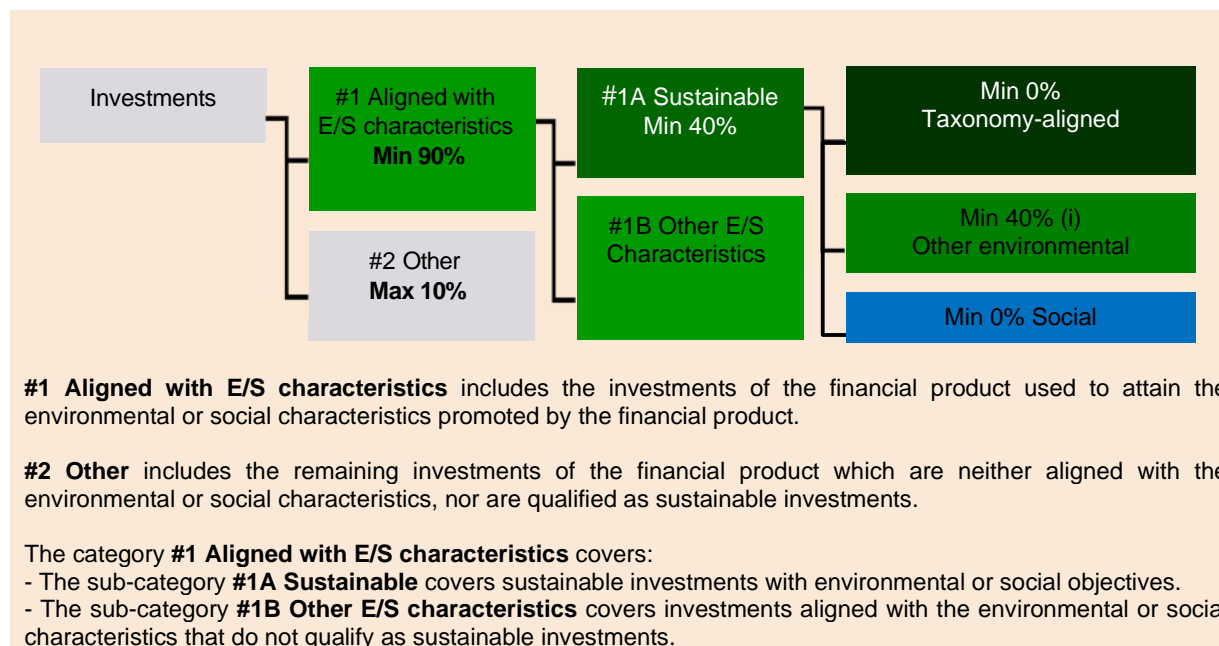 Investments
#1 Aligned with
E/S characteristics
Min 90%
#2 Other
Max 10%
#1A Sustainable
Min 40%
#1B Other E/S
Characteristics
Min 0%
Taxonomy-aligned
Min 40% (i)
Other environmental
Min 0% Social
#1 Aligned with E/S characteristics includes the investments of the financial product used to attain the
environmental or social characteristics promoted by the financial product.
#2 Other includes the remaining investments of the financial product which are neither aligned with the
environmental or social characteristics, nor are qualified as sustainable investments.
The category #1 Aligned with E/S characteristics covers:
- The sub-category #1A Sustainable covers sustainable investments with environmental or social objectives.
- The sub-category #1B Other E/S characteristics covers investments aligned with the environmental or social
characteristics that do not qualify as sustainable investments.